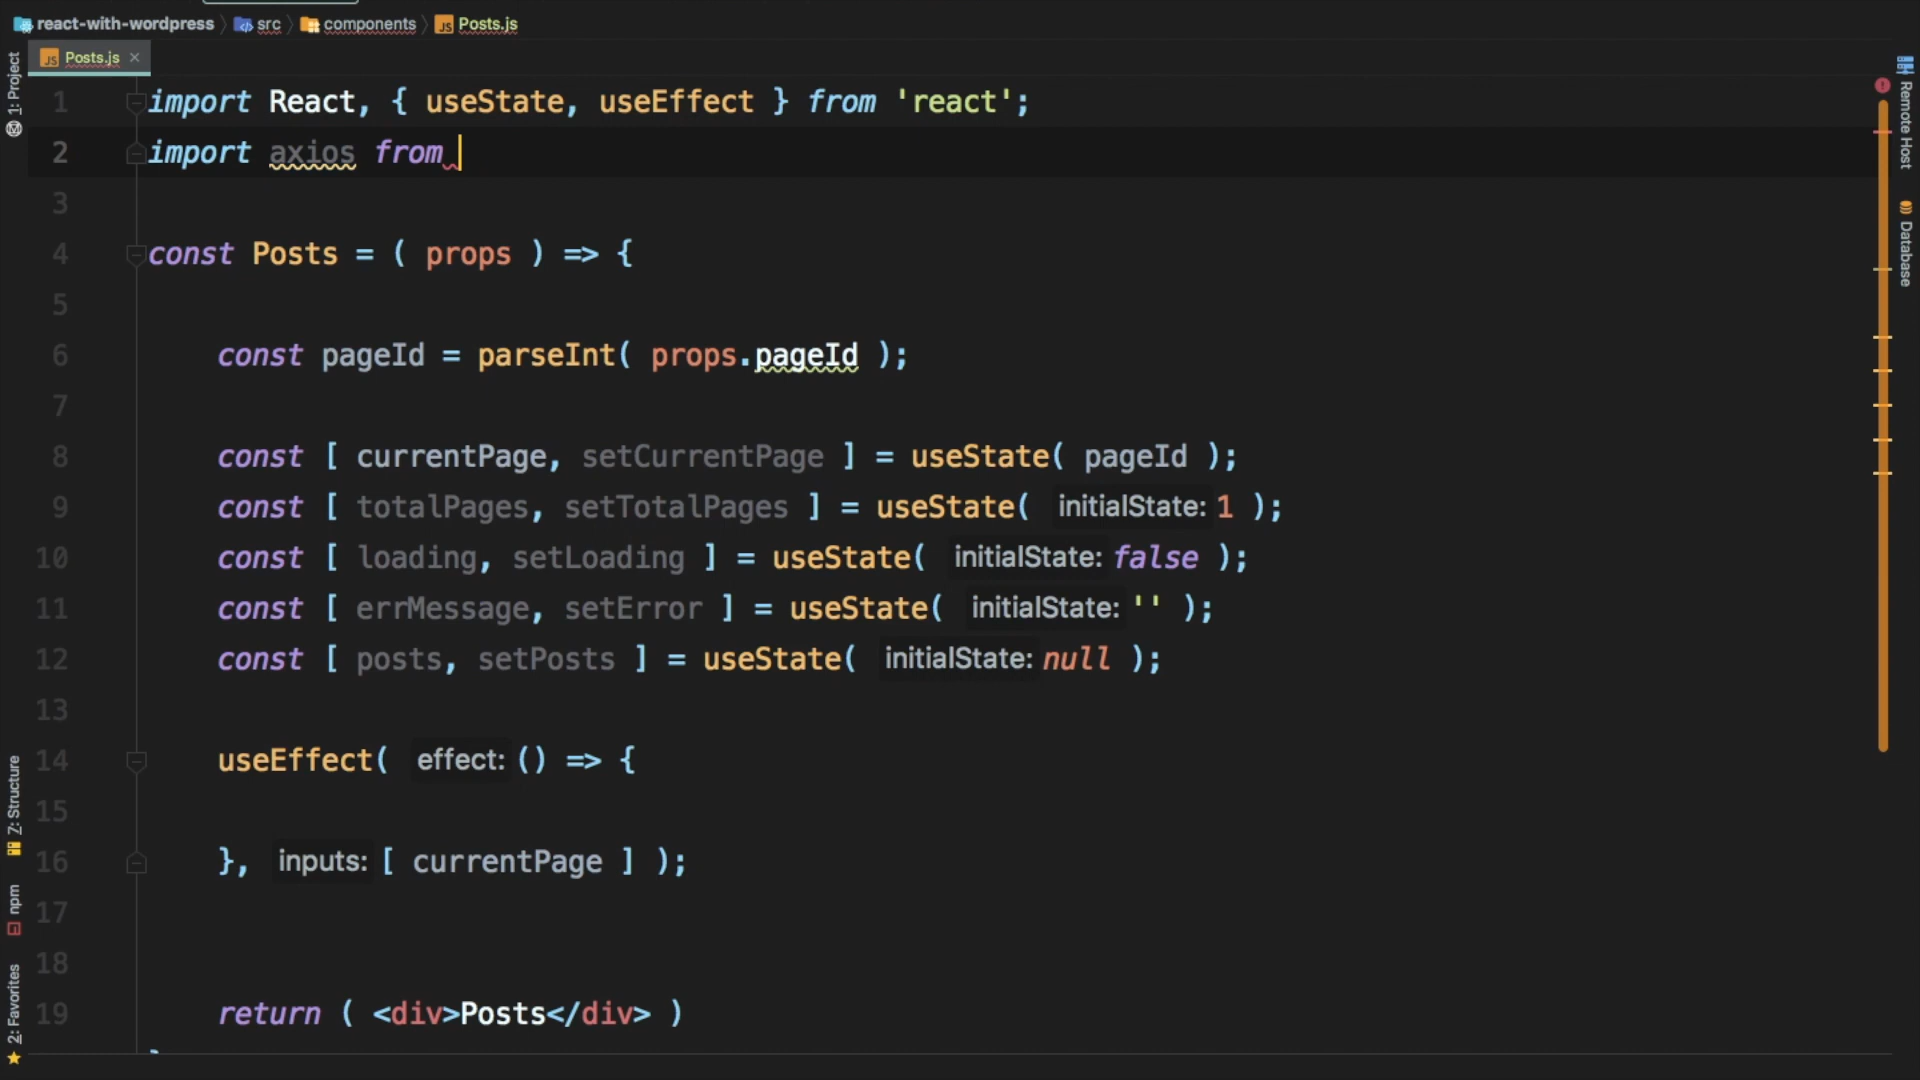 react-with-wordpress
src
components
Posts.js
Posts.js
1: Project
Z: Structure
npm
2: Favorites
Remote Host
Database
1 import React, { useState, useEffect } from 'react';
2 import axios from
3
4 const Posts = ( props ) => {
5
6 const pageId = parseInt( props.pageId );
7
8 const [ currentPage, setCurrentPage ] = useState( pageId );
9 const [ totalPages, setTotalPages ] = useState( initialState: 1 );
10 const [ loading, setLoading ] = useState( initialState: false );
11 const [ errMessage, setError ] = useState( initialState: '' );
12 const [ posts, setPosts ] = useState( initialState: null );
13
14 useEffect( effect: () => {
15
16 }, inputs: [ currentPage ] );
17
18
19 return ( <div>Posts</div> )